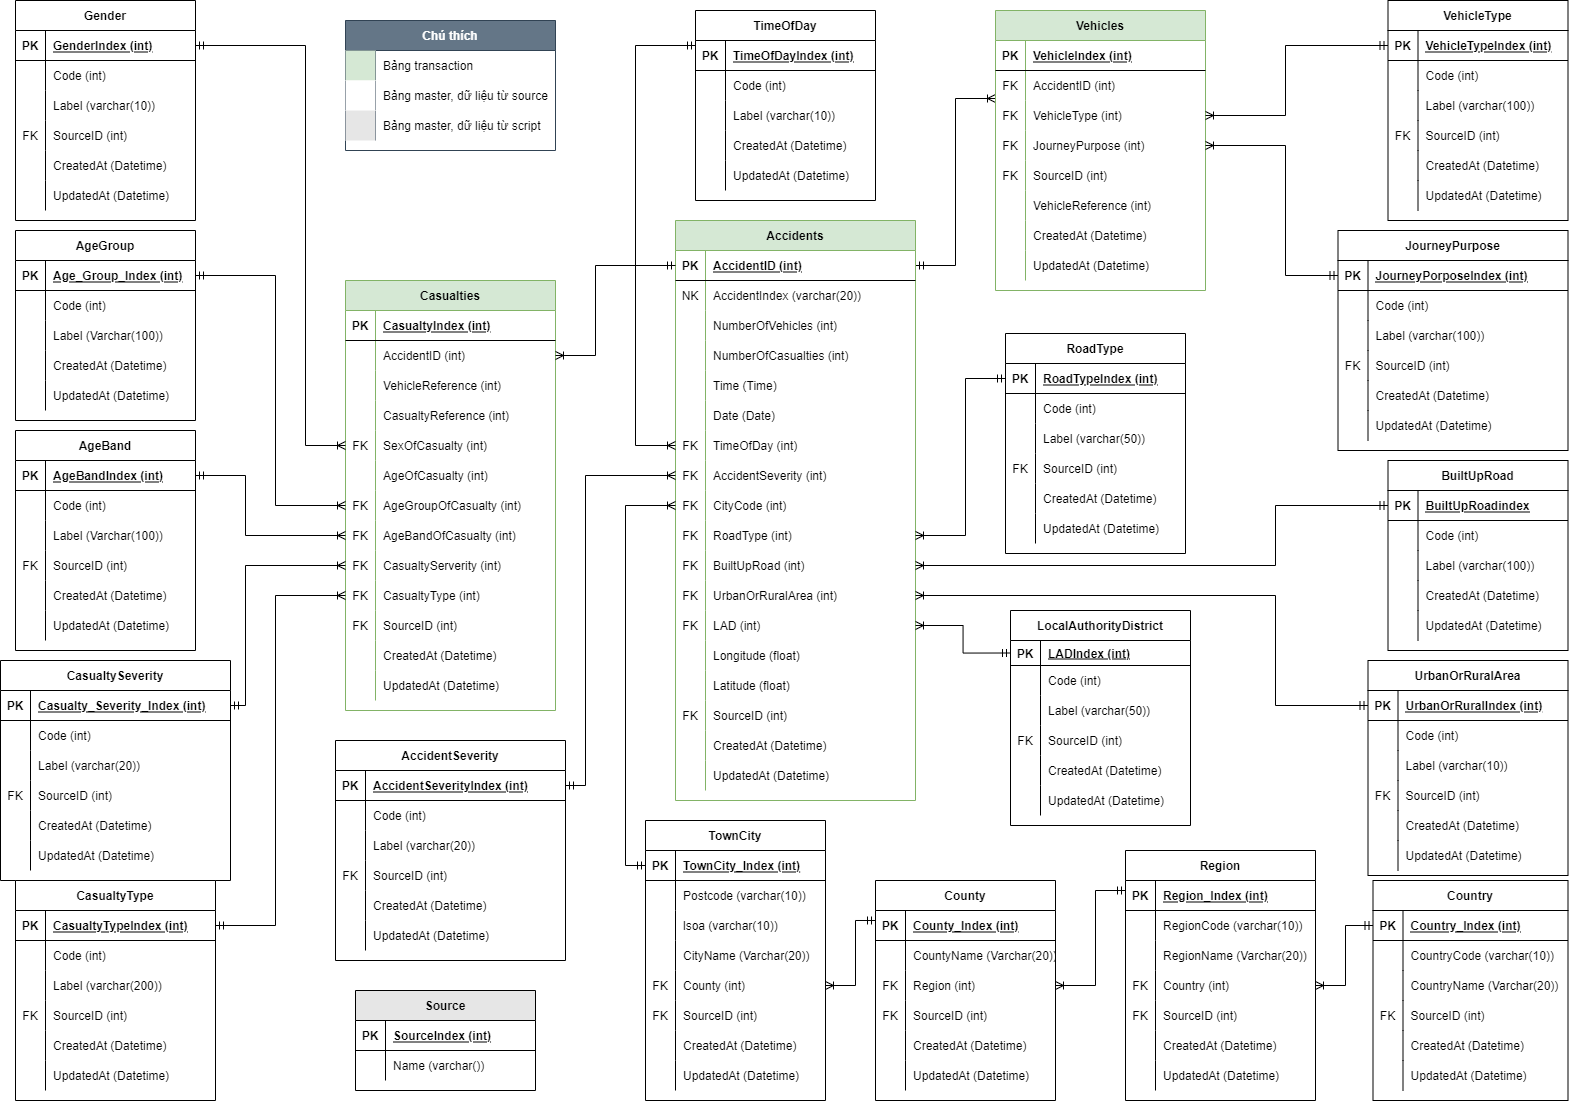 Gender
PK GenderIndex (int)
Code (int)
Label (varchar(10))
FK SourceID (int)
CreatedAt (Datetime)
UpdatedAt (Datetime)
AgeGroup
PK Age_Group_Index (int)
Code (int)
Label (Varchar(100))
CreatedAt (Datetime)
UpdatedAt (Datetime)
AgeBand
PK AgeBandIndex (int)
Code (int)
Label (Varchar(100))
FK SourceID (int)
CreatedAt (Datetime)
UpdatedAt (Datetime)
CasualtySeverity
PK Casualty_Severity_Index (int)
Code (int)
Label (varchar(20))
FK SourceID (int)
CreatedAt (Datetime)
UpdatedAt (Datetime)
CasualtyType
PK CasualtyTypeIndex (int)
Code (int)
Label (varchar(200))
FK SourceID (int)
CreatedAt (Datetime)
UpdatedAt (Datetime)
Chú thích
Bảng transaction
Bảng master, dữ liệu từ source
Bảng master, dữ liệu từ script
Casualties
PK CasualtyIndex (int)
AccidentID (int)
VehicleReference (int)
CasualtyReference (int)
FK SexOfCasualty (int)
AgeOfCasualty (int)
FK AgeGroupOfCasualty (int)
FK AgeBandOfCasualty (int)
FK CasualtyServerity (int)
FK CasualtyType (int)
FK SourceID (int)
CreatedAt (Datetime)
UpdatedAt (Datetime)
AccidentSeverity
PK AccidentSeverityIndex (int)
Code (int)
Label (varchar(20))
FK SourceID (int)
CreatedAt (Datetime)
UpdatedAt (Datetime)
Source
PK SourceIndex (int)
Name (varchar())
TimeOfDay
PK TimeOfDayIndex (int)
Code (int)
Label (varchar(10))
CreatedAt (Datetime)
UpdatedAt (Datetime)
Accidents
PK AccidentID (int)
NK AccidentIndex (varchar(20))
NumberOfVehicles (int)
NumberOfCasualties (int)
Time (Time)
Date (Date)
FK TimeOfDay (int)
FK AccidentSeverity (int)
FK CityCode (int)
FK RoadType (int)
FK BuiltUpRoad (int)
FK UrbanOrRuralArea (int)
FK LAD (int)
Longitude (float)
Latitude (float)
FK SourceID (int)
CreatedAt (Datetime)
UpdatedAt (Datetime)
TownCity
PK TownCity_Index (int)
Postcode (varchar(10))
Isoa (varchar(10))
CityName (Varchar(20))
FK County (int)
FK SourceID (int)
CreatedAt (Datetime)
UpdatedAt (Datetime)
County
PK County_Index (int)
CountyName (Varchar(20))
FK Region (int)
FK SourceID (int)
CreatedAt (Datetime)
UpdatedAt (Datetime)
Vehicles
PK VehicleIndex (int)
FK AccidentID (int)
FK VehicleType (int)
FK JourneyPurpose (int)
FK SourceID (int)
VehicleReference (int)
CreatedAt (Datetime)
UpdatedAt (Datetime)
RoadType
PK RoadTypeIndex (int)
Code (int)
Label (varchar(50))
FK SourceID (int)
CreatedAt (Datetime)
UpdatedAt (Datetime)
LocalAuthorityDistrict
PK LADIndex (int)
Code (int)
Label (varchar(50))
FK SourceID (int)
CreatedAt (Datetime)
UpdatedAt (Datetime)
Region
PK Region_Index (int)
RegionCode (varchar(10))
RegionName (Varchar(20))
FK Country (int)
FK SourceID (int)
CreatedAt (Datetime)
UpdatedAt (Datetime)
VehicleType
PK VehicleTypeIndex (int)
Code (int)
Label (varchar(100))
FK SourceID (int)
CreatedAt (Datetime)
UpdatedAt (Datetime)
JourneyPurpose
PK JourneyPorposeIndex (int)
Code (int)
Label (varchar(100))
FK SourceID (int)
CreatedAt (Datetime)
UpdatedAt (Datetime)
BuiltUpRoad
PK BuiltUpRoadindex
Code (int)
Label (varchar(100))
CreatedAt (Datetime)
UpdatedAt (Datetime)
UrbanOrRuralArea
PK UrbanOrRuralIndex (int)
Code (int)
Label (varchar(10))
FK SourceID (int)
CreatedAt (Datetime)
UpdatedAt (Datetime)
Country
PK Country_Index (int)
CountryCode (varchar(10))
CountryName (Varchar(20))
FK SourceID (int)
CreatedAt (Datetime)
UpdatedAt (Datetime)